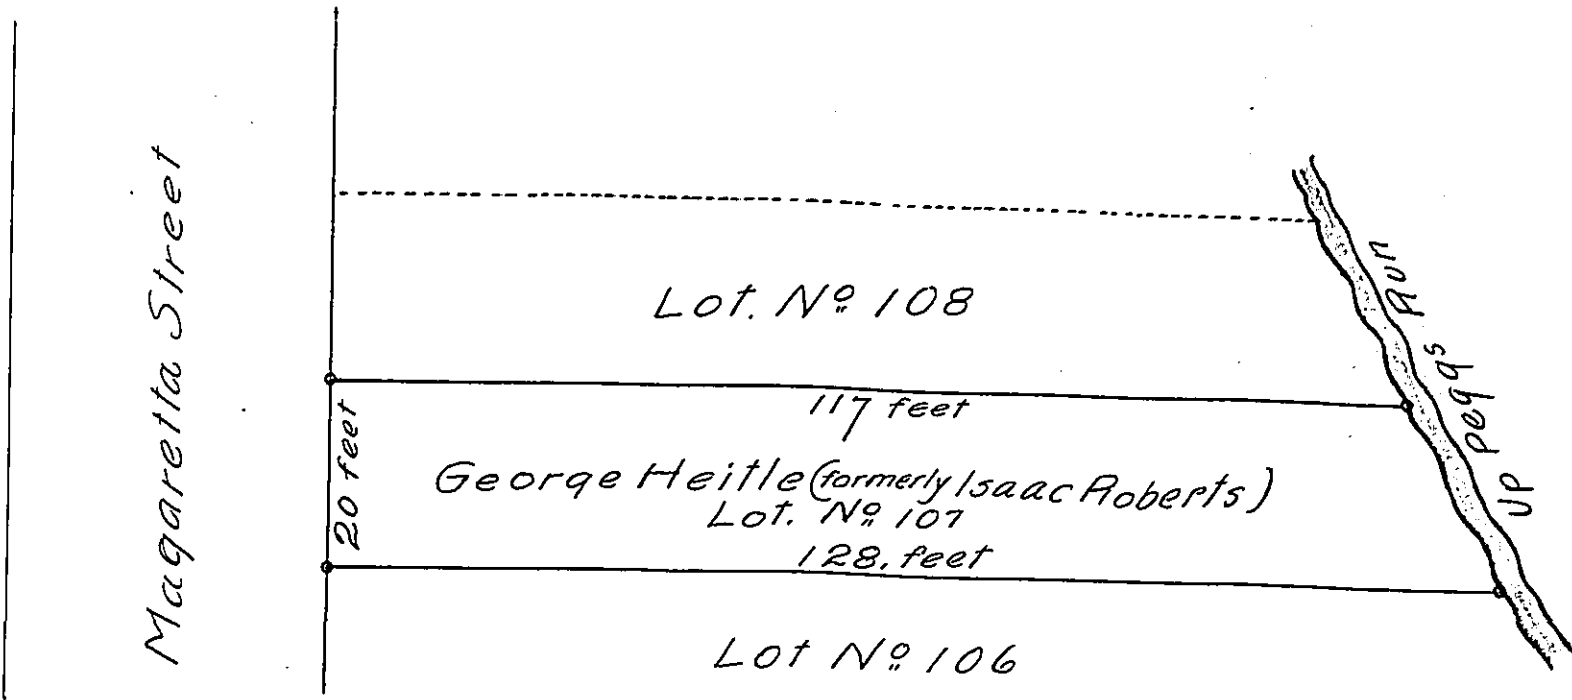 Magaretta Street
Lot. Nº 108
117 feet
20 feet
George Heitle (formerly Isaac Roberts)
Lot. Nº 107
128. feet
Lot Nº 106
UP Peggs Run